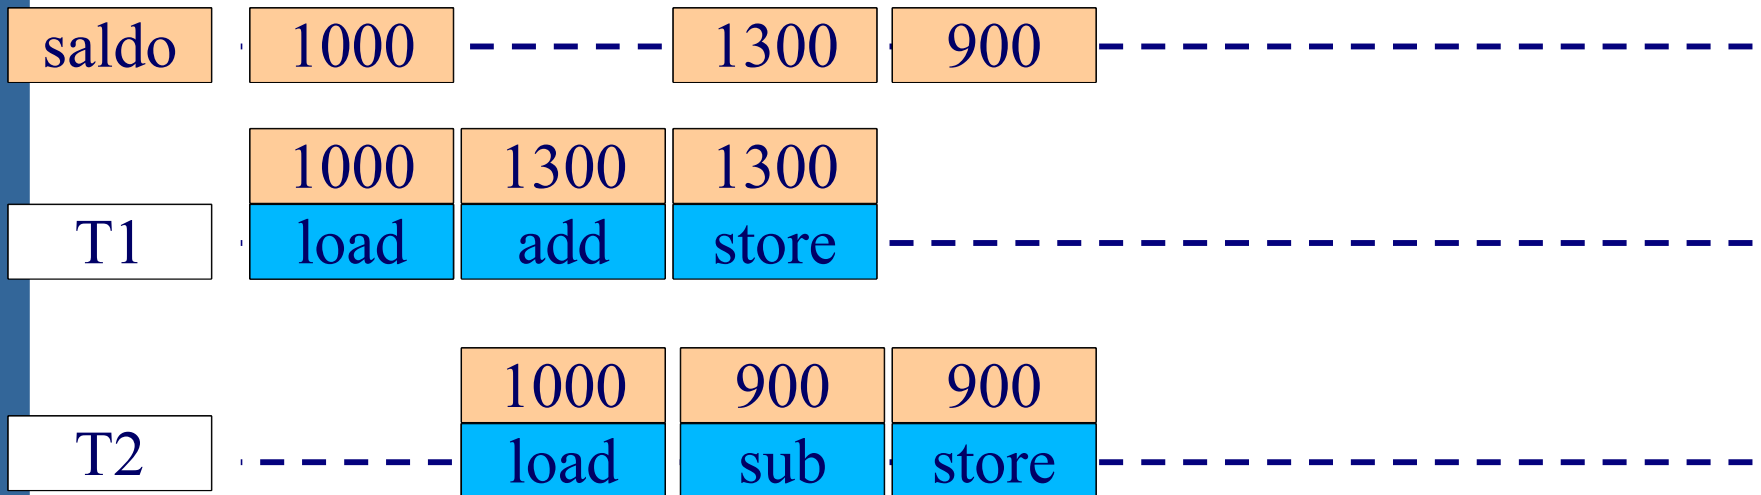 saldo 1000 1300 900
1000 1300 1300
T1 load add store
1000 900 900
T2 load sub store